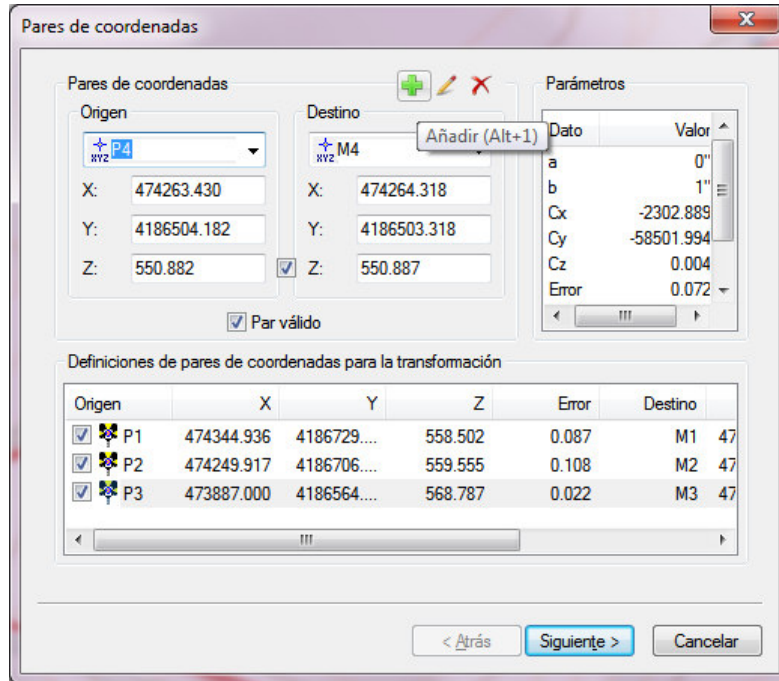 Pares de coordenadas
Pares de coordenadas
Origen
XYZ P4
X: 474263.430
Y: 4186504.182
Z: 550.882
Destino
XYZ M4
X: 474264.318
Y: 4186503.318
Z: 550.887
Par válido
Añadir (Alt+1)
Parámetros
Dato Valor
a 0"
b 1"
Cx -2302.889
Cy -58501.994
Cz 0.004
Error 0.072
Definiciones de pares de coordenadas para la transformación
Origen X Y Z Error Destino
P1 474344.936 4186729.... 558.502 0.087 M1 47
P2 474249.917 4186706.... 559.555 0.108 M2 47
P3 473887.000 4186564.... 568.787 0.022 M3 47
< Atrás Siguiente > Cancelar